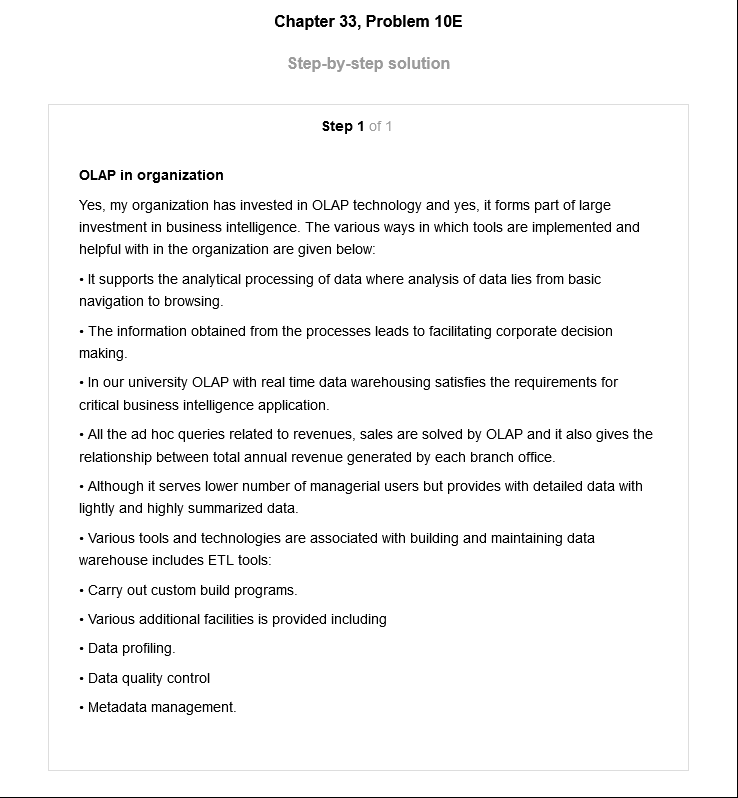 Chapter 33, Problem 10E
Step-by-step solution
Step 1 of 1
OLAP in organization
Yes, my organization has invested in OLAP technology and yes, it forms part of large
investment in business intelligence. The various ways in which tools are implemented and
helpful with in the organization are given below:
• It supports the analytical processing of data where analysis of data lies from basic
navigation to browsing.
• The information obtained from the processes leads to facilitating corporate decision
making.
• In our university OLAP with real time data warehousing satisfies the requirements for
critical business intelligence application.
• All the ad hoc queries related to revenues, sales are solved by OLAP and it also gives the
relationship between total annual revenue generated by each branch office.
• Although it serves lower number of managerial users but provides with detailed data with
lightly and highly summarized data.
• Various tools and technologies are associated with building and maintaining data
warehouse includes ETL tools:
• Carry out custom build programs.
• Various additional facilities is provided including
• Data profiling.
• Data quality control
• Metadata management.